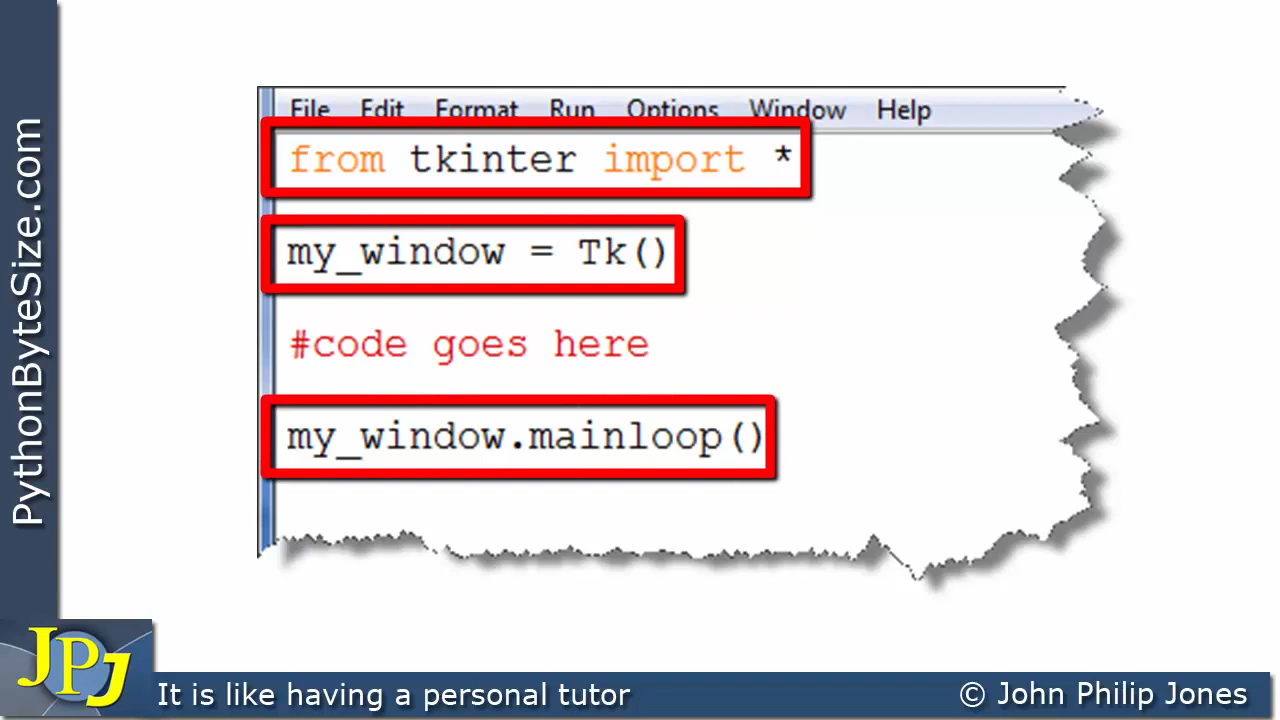 PythonByteSize.com
File Edit Format Run Options Window Help
from tkinter import *
my_window = Tk()
#code goes here
my_window.mainloop()
JPJ
It is like having a personal tutor
© John Philip Jones